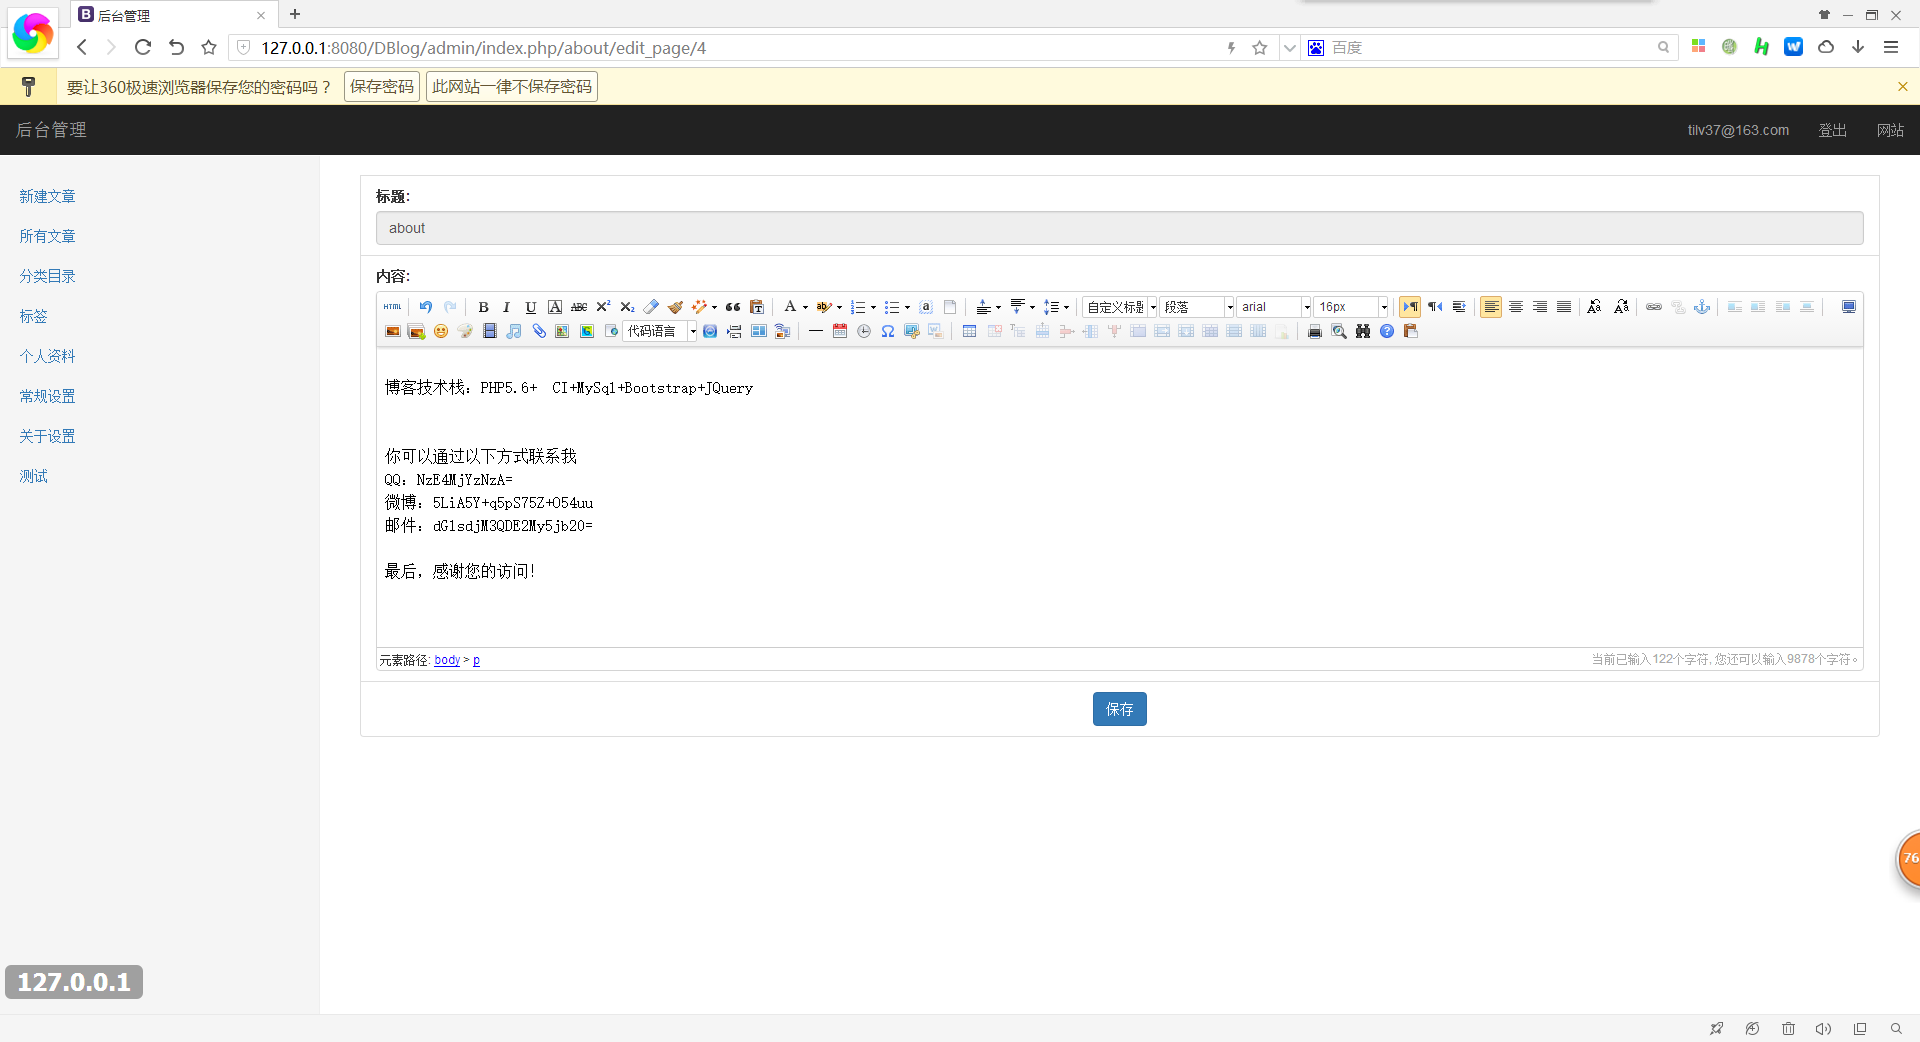 后台管理
127.0.0.1:8080/DBlog/admin/index.php/about/edit_page/4
百度
要让360极速浏览器保存您的密码吗？ 保存密码 此网站一律不保存密码
后台管理 tilv37@163.com 登出 网站
新建文章
所有文章
分类目录
标签
个人资料
常规设置
关于设置
测试
标题:
about
内容:
HTML 自定义标题 段落 arial 16px
代码语言
博客技术栈：PHP5.6+ CI+MySql+Bootstrap+JQuery
你可以通过以下方式联系我
QQ：NzE4MjYzNzA=
微博：5LiA5Y+q5pS75Z+O54uu
邮件：dGlsdjM3QDE2My5jb20=
最后，感谢您的访问！
元素路径: body > p
当前已输入122个字符, 您还可以输入9878个字符。
保存
76
127.0.0.1